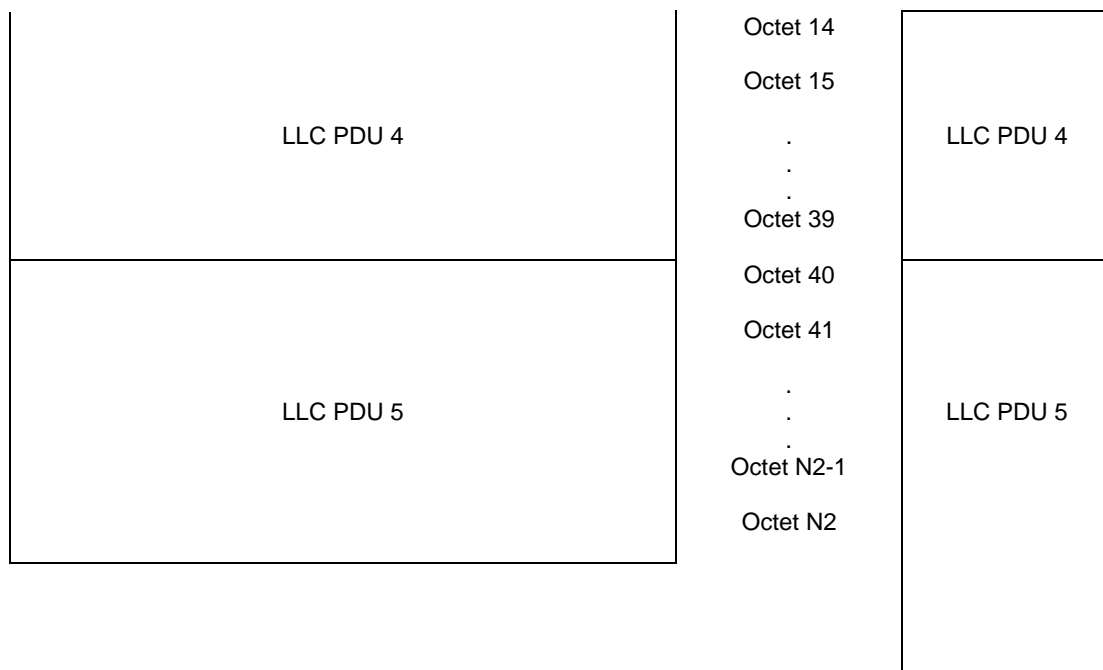 Octet 14
Octet 15
LLC PDU 4 . LLC PDU 4
.
.
Octet 39
Octet 40
Octet 41
.
LLC PDU 5 . LLC PDU 5
.
Octet N2-1
Octet N2